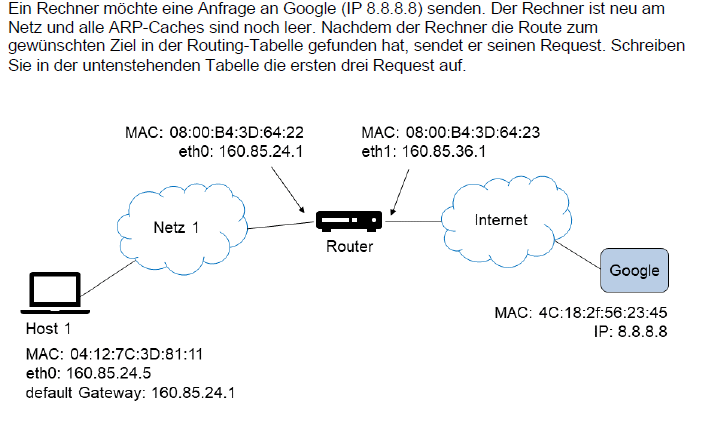 Ein Rechner möchte eine Anfrage an Google (IP 8.8.8.8) senden. Der Rechner ist neu am
Netz und alle ARP-Caches sind noch leer. Nachdem der Rechner die Route zum
gewünschten Ziel in der Routing-Tabelle gefunden hat, sendet er seinen Request. Schreiben
Sie in der untenstehenden Tabelle die ersten drei Request auf.
MAC: 08:00:B4:3D:64:22
eth0: 160.85.24.1
MAC: 08:00:B4:3D:64:23
eth1: 160.85.36.1
Netz 1
Router
Internet
Google
MAC: 4C:18:2f:56:23:45
IP: 8.8.8.8
Host 1
MAC: 04:12:7C:3D:81:11
eth0: 160.85.24.5
default Gateway: 160.85.24.1